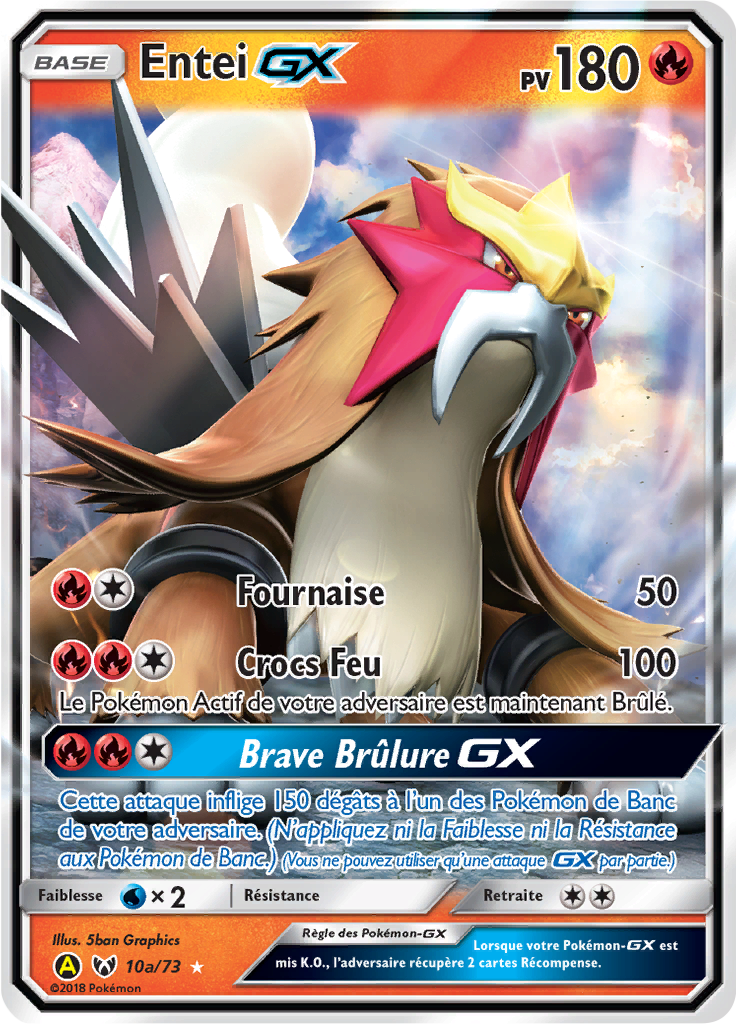 BASE Entei GX PV 180
Fournaise 50
Crocs Feu 100
Le Pokémon Actif de votre adversaire est maintenant Brûlé.
Brave Brûlure GX
Cette attaque inflige 150 dégâts à l'un des Pokémon de Banc
de votre adversaire. (N'appliquez ni la Faiblesse ni la Résistance
aux Pokémon de Banc.) (Vous ne pouvez utiliser qu'une attaque GX par partie.)
Faiblesse × 2 Résistance Retraite
Illus. 5ban Graphics
Règle des Pokémon-GX
Lorsque votre Pokémon-GX est
mis K.O., l'adversaire récupère 2 cartes Récompense.
A 10a/73
©2018 Pokémon